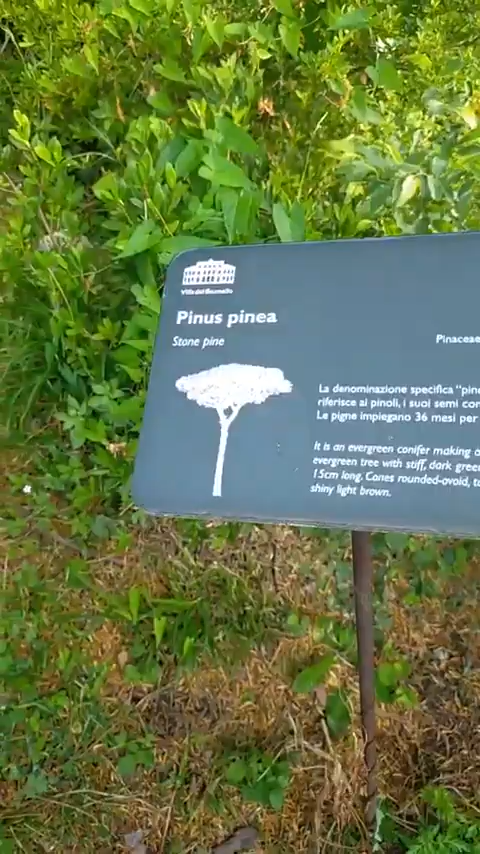 Villa del Grumello
Pinus pinea
Stone pine
Pinaceae
La denominazione specifica "pine
riferisce ai pinoli, i suoi semi com
Le pigne impiegano 36 mesi per
It is an evergreen conifer making a
evergreen tree with stiff, dark gree
15cm long. Cones rounded-ovoid, t
shiny light brown.